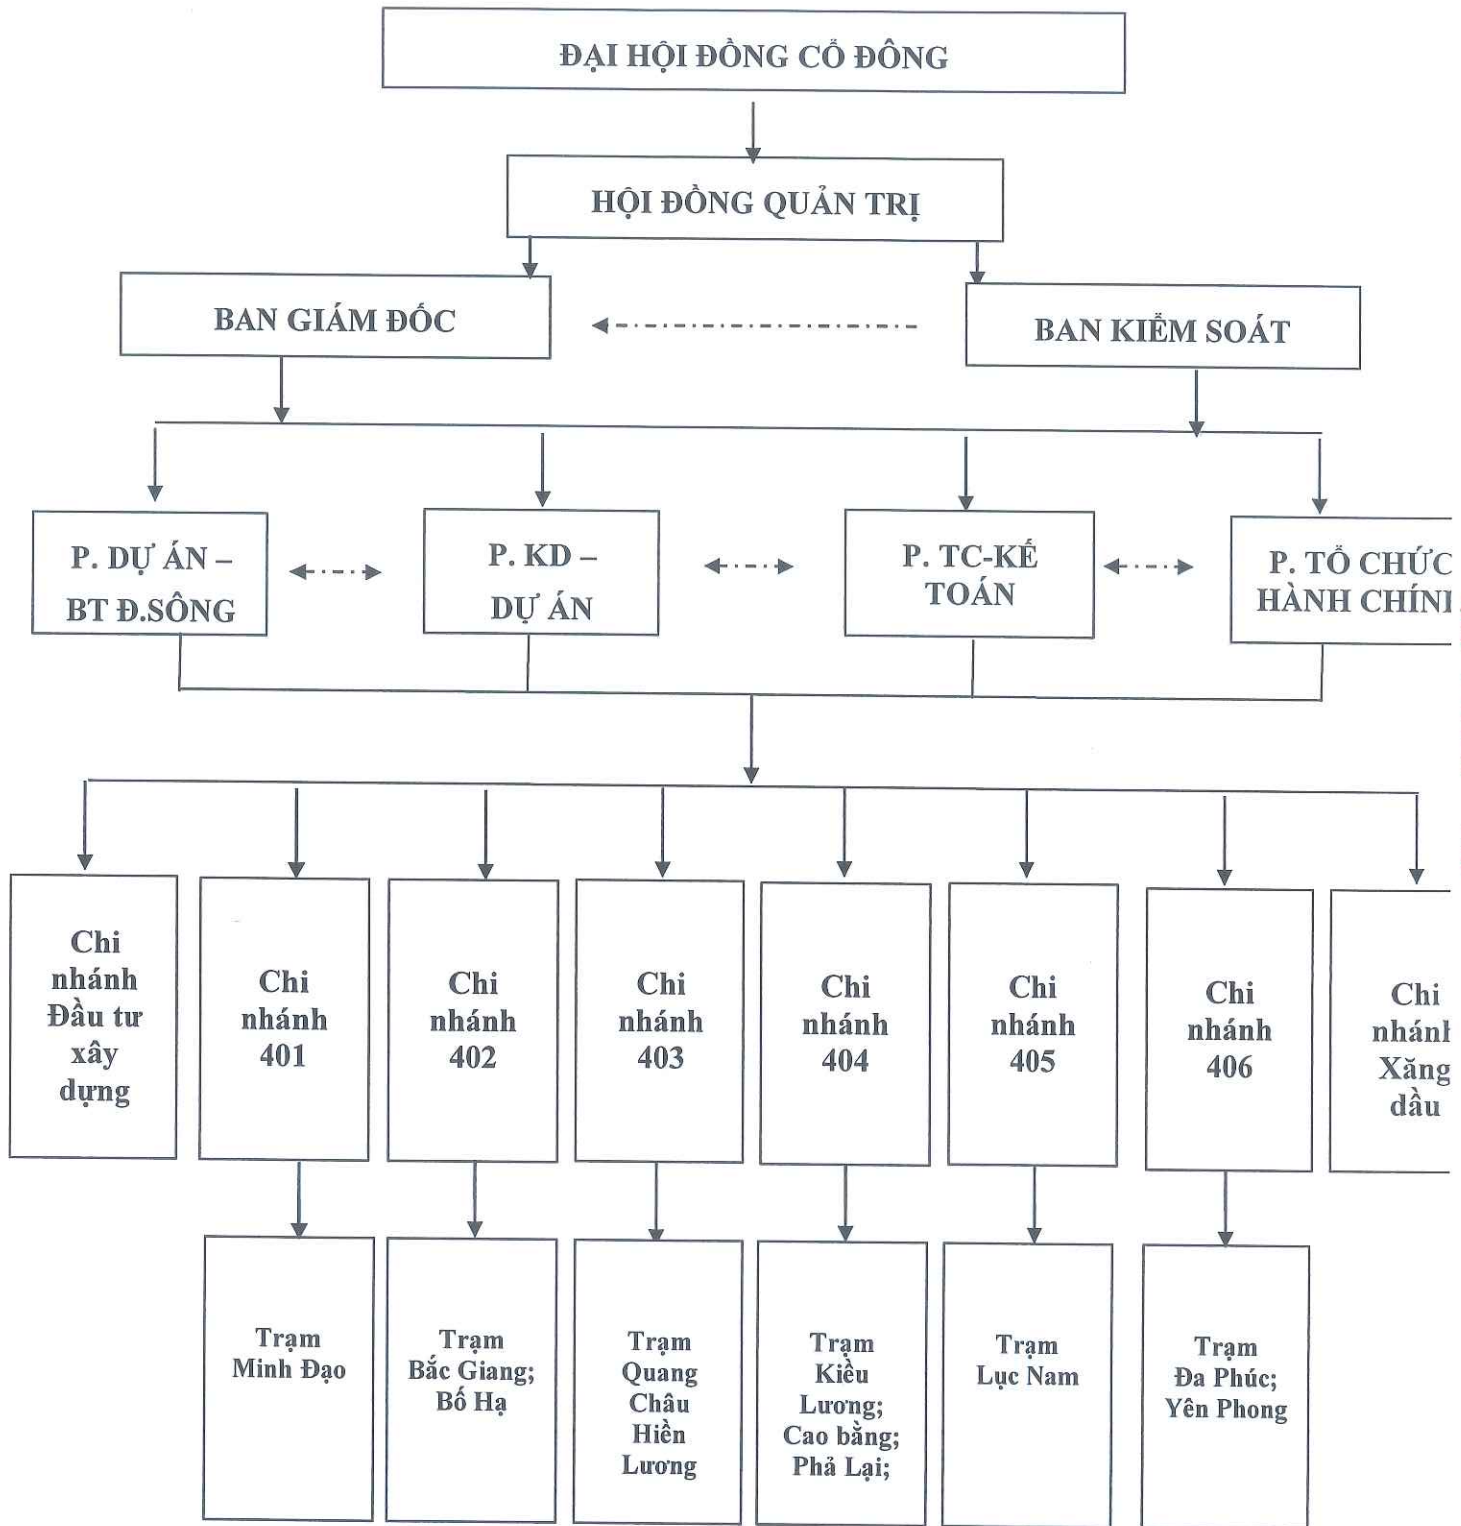 ĐẠI HỘI ĐỒNG CỔ ĐÔNG
HỘI ĐỒNG QUẢN TRỊ
BAN GIÁM ĐỐC
BAN KIỂM SOÁT
P. DỰ ÁN –
BT Đ.SÔNG
P. KD –
DỰ ÁN
P. TC-KẾ
TOÁN
P. TỔ CHỨC
HÀNH CHÍNH
Chi
nhánh
Đầu tư
xây
dựng
Chi
nhánh
401
Chi
nhánh
402
Chi
nhánh
403
Chi
nhánh
404
Chi
nhánh
405
Chi
nhánh
406
Chi
nhánh
Xăng
dầu
Trạm
Minh Đạo
Trạm
Bắc Giang;
Bố Hạ
Trạm
Quang
Châu
Hiền
Lương
Trạm
Kiều
Lương;
Cao bằng;
Phả Lại;
Trạm
Lục Nam
Trạm
Đa Phúc;
Yên Phong